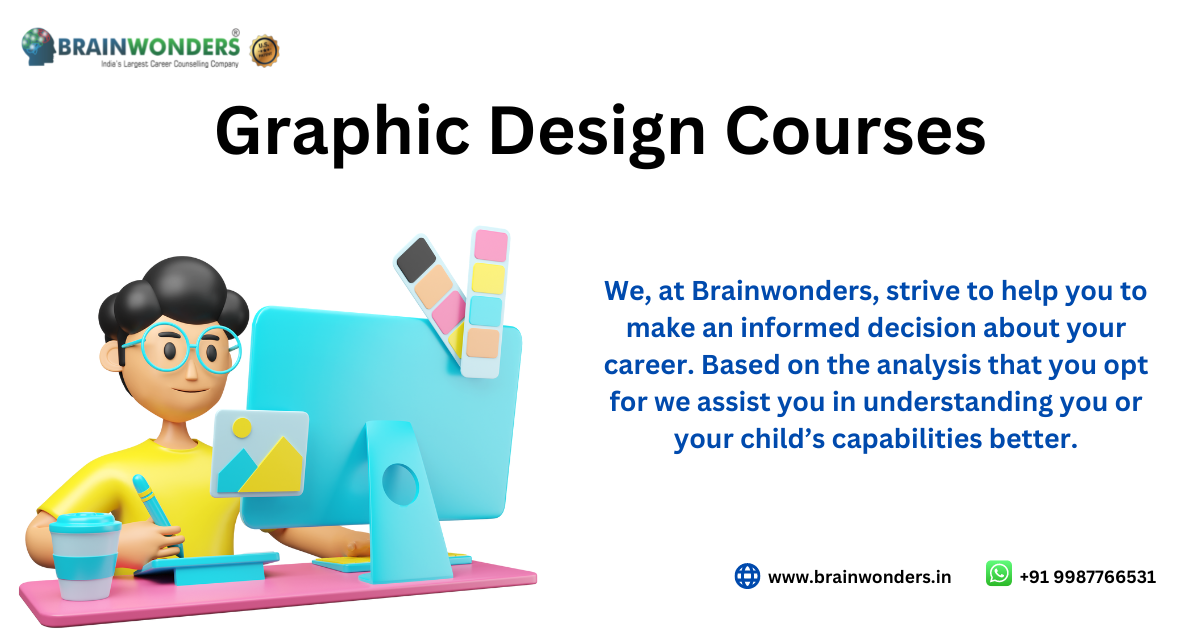 BRAINWONDERS®
India's Largest Career Counselling Company
Graphic Design Courses
We, at Brainwonders, strive to help you to
make an informed decision about your
career. Based on the analysis that you opt
for we assist you in understanding you or
your child’s capabilities better.
www.brainwonders.in
+91 9987766531